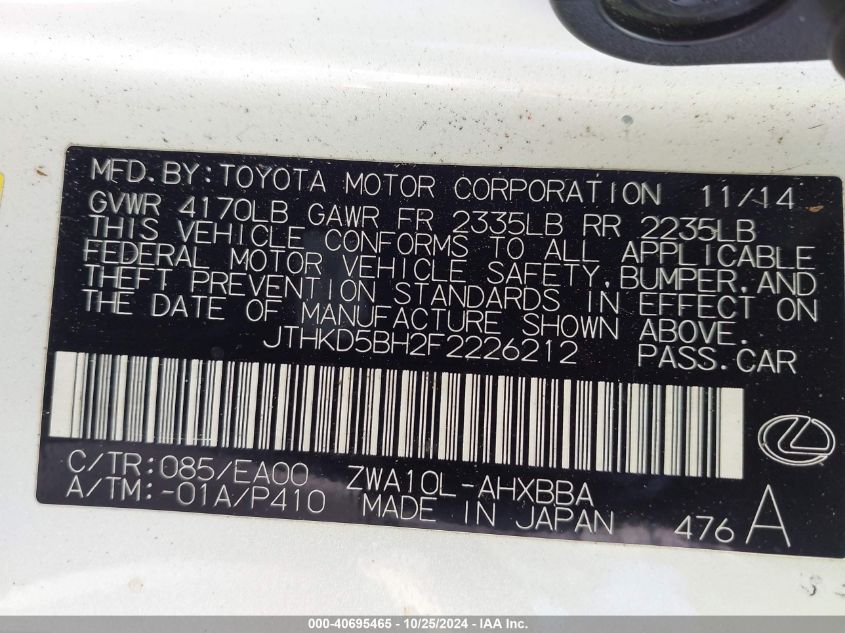 MFD.BY:TOYOTA MOTOR CORPORATION 11/14
GVWR 4170LB GAWR FR 2335LB RR 2235LB
THIS VEHICLE CONFORMS TO ALL APPLICABLE
FEDERAL MOTOR VEHICLE SAFETY,BUMPER,AND
THEFT PREVENTION STANDARDS IN EFFECT ON
THE DATE OF MANUFACTURE SHOWN ABOVE.
JTHKD5BH2F2226212 PASS.CAR
C/TR:085/EA00 ZWA10L-AHXBBA
A/TM:-01A/P410 MADE IN JAPAN 476 A
000-40695465 - 10/25/2024 - IAA Inc.